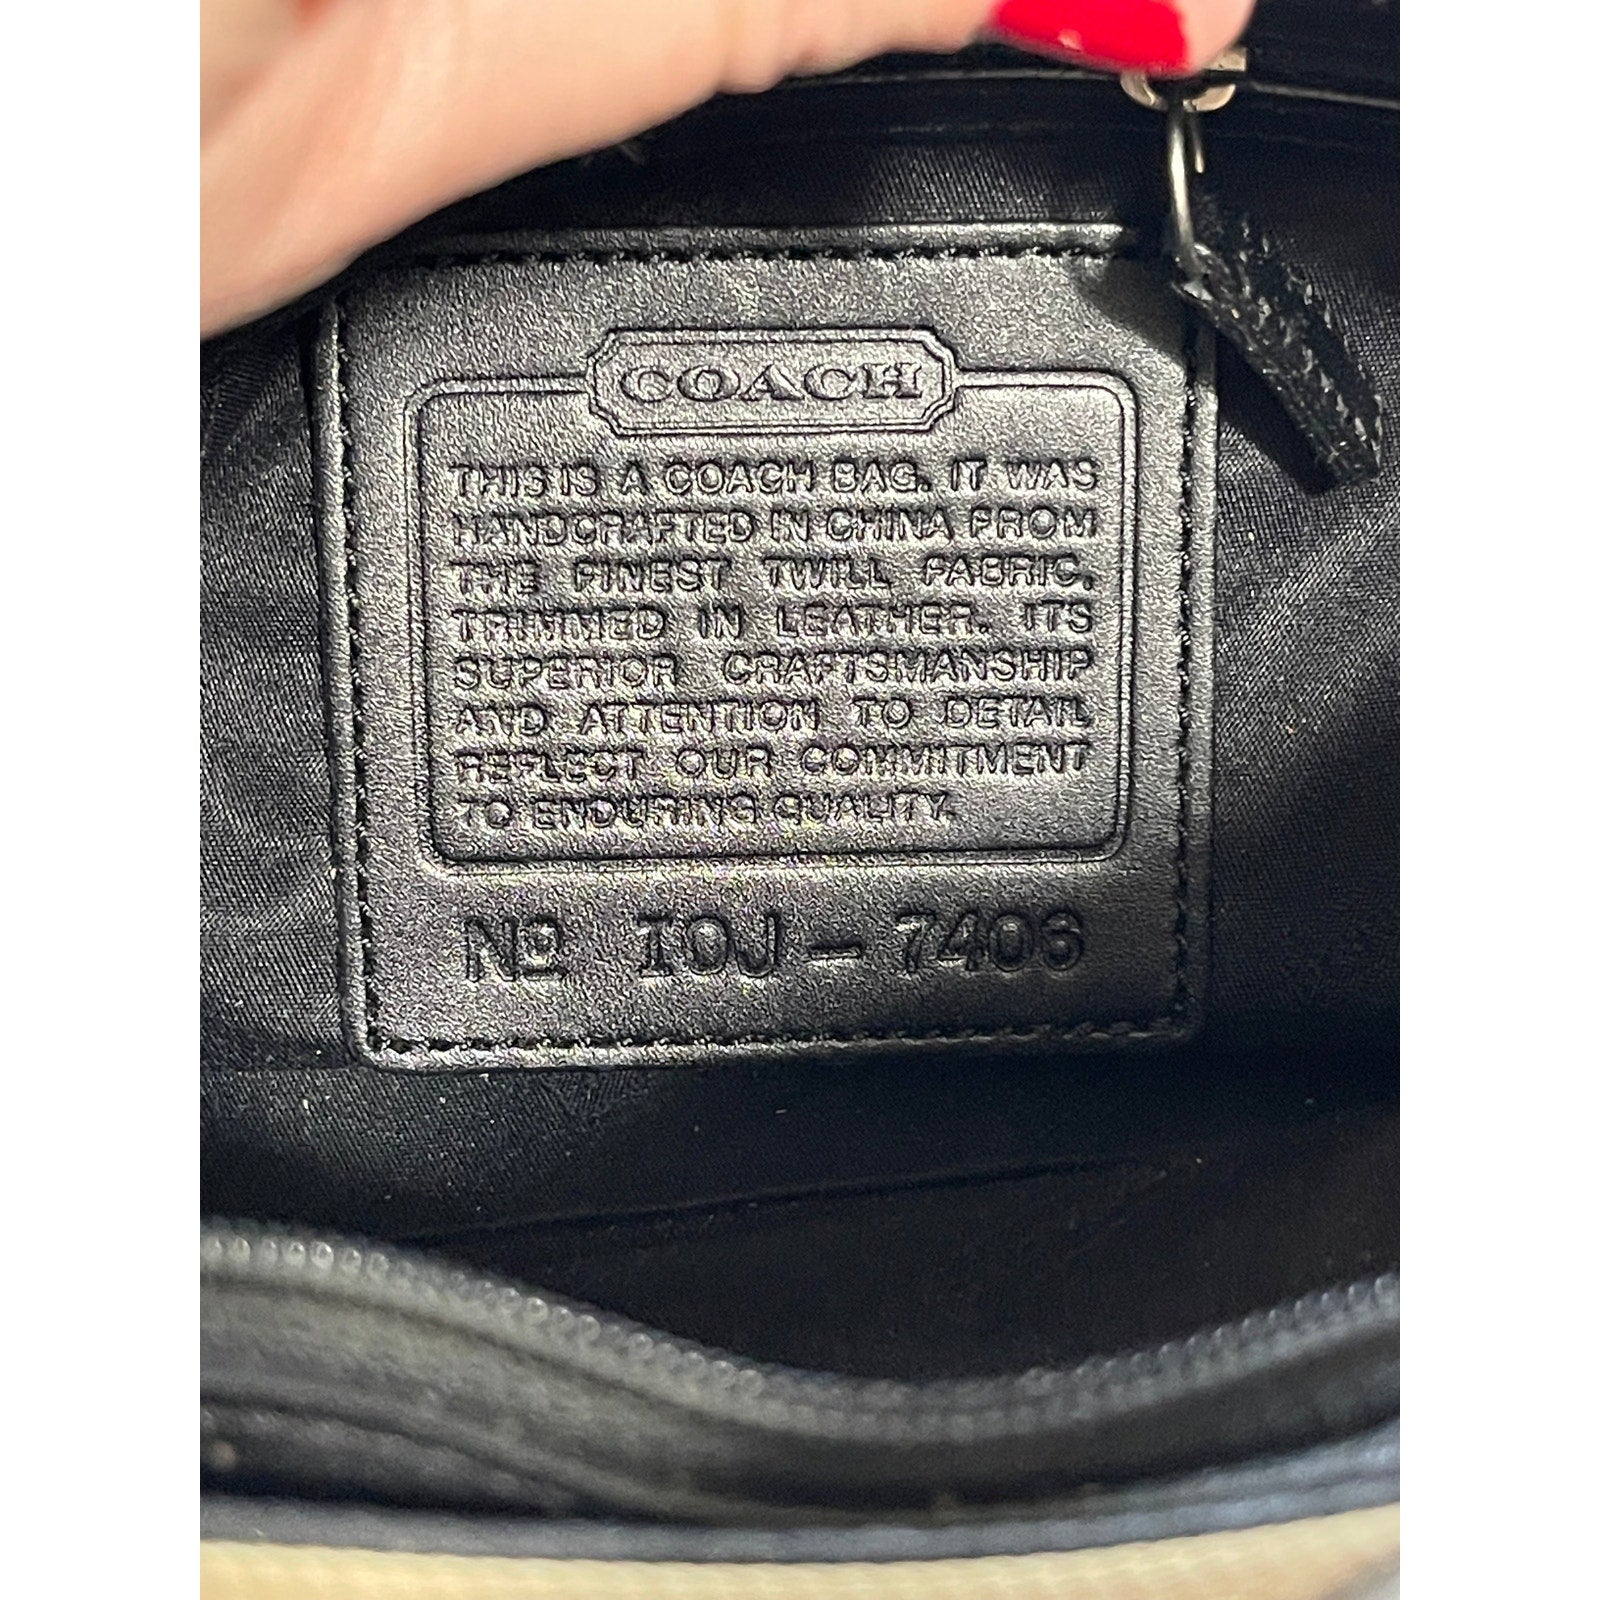 COACH
THIS IS A COACH BAG. IT WAS
HANDCRAFTED IN CHINA FROM
THE FINEST TWILL FABRIC,
TRIMMED IN LEATHER. ITS
SUPERIOR CRAFTSMANSHIP
AND ATTENTION TO DETAIL
REFLECT OUR COMMITMENT
TO ENDURING QUALITY.
Nº IOJ - 7406